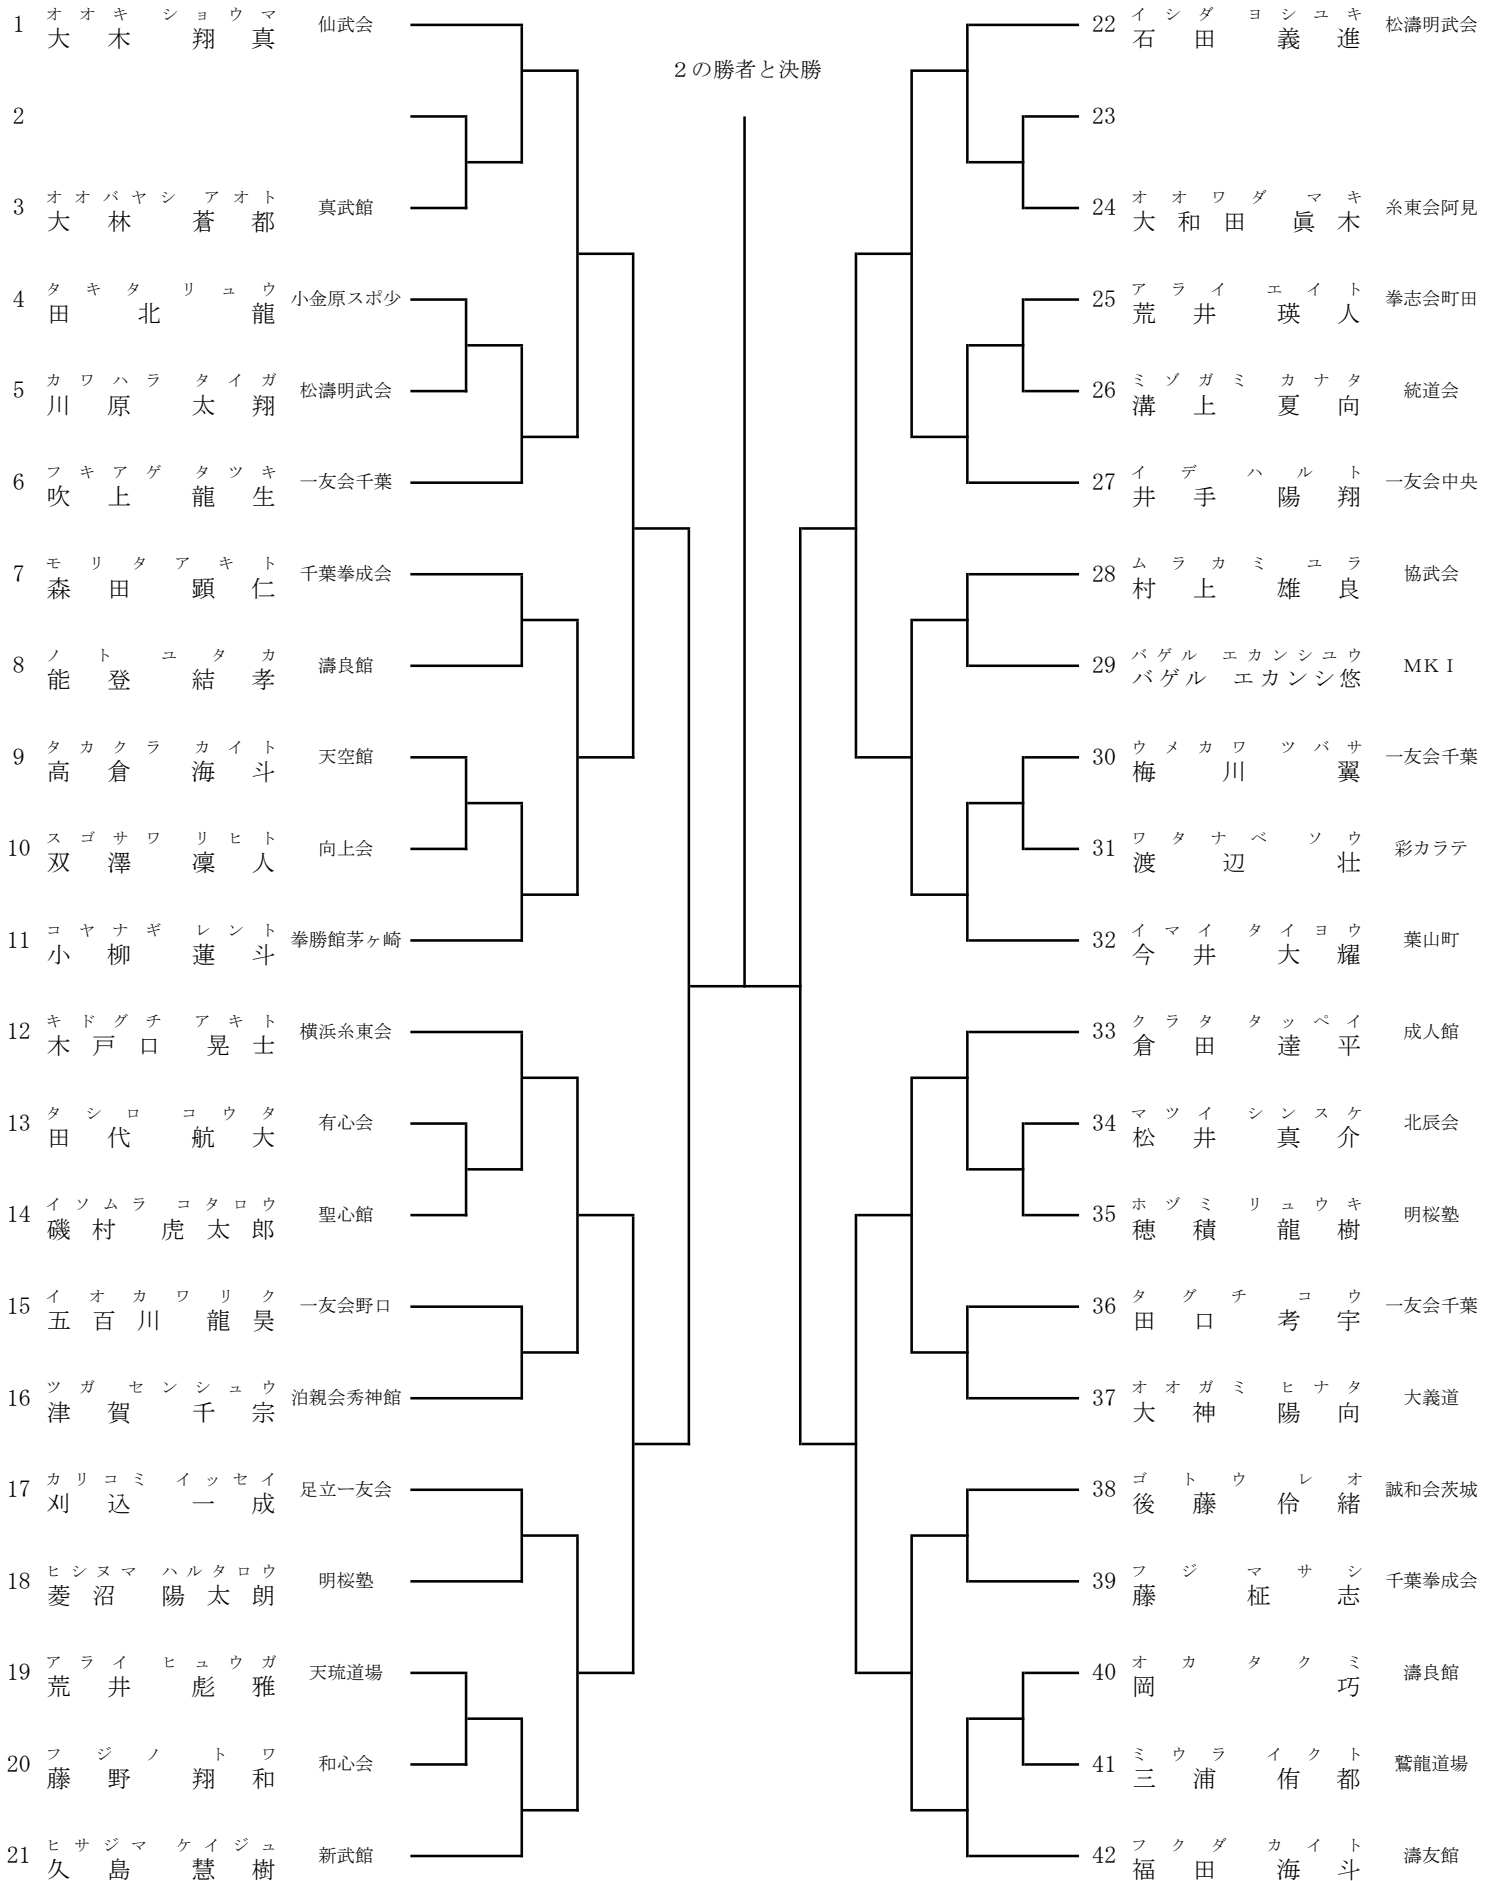 2の勝者と決勝
オオキ ショウマ
1 大木 翔真 仙武会
2
オオバヤシ アオト
3 大林 蒼都 真武館
タキタ リュウ
4 田北 龍 小金原スポ少
カワハラ タイガ
5 川原 太翔 松濤明武会
フキアゲ タツキ
6 吹上 龍生 一友会千葉
モリタ アキト
7 森田 顕仁 千葉拳成会
ノト ユタカ
8 能登 結孝 濤良館
タカクラ カイト
9 高倉 海斗 天空館
スゴサワ リヒト
10 双澤 凜人 向上会
コヤナギ レント
11 小柳 蓮斗 拳勝館茅ヶ崎
キドグチ アキト
12 木戸口 晃士 横浜糸東会
タシロ コウタ
13 田代 航大 有心会
イソムラ コタロウ
14 磯村 虎太郎 聖心館
イオカワ リク
15 五百川 龍昊 一友会野口
ツガ センシュウ
16 津賀 千宗 泊親会秀神館
カリコミ イッセイ
17 刈込 一成 足立一友会
ヒシヌマ ハルタロウ
18 菱沼 陽太朗 明桜塾
アライ ヒュウガ
19 荒井 彪雅 天琉道場
フジノ トワ
20 藤野 翔和 和心会
ヒサジマ ケイジュ
21 久島 慧樹 新武館
イシダ ヨシユキ
22 石田 義進 松濤明武会
23
オオワダ マキ
24 大和田 眞木 糸東会阿見
アライ エイト
25 荒井 瑛人 拳志会町田
ミゾガミ カナタ
26 溝上 夏向 統道会
イデ ハルト
27 井手 陽翔 一友会中央
ムラカミ ユラ
28 村上 雄良 協武会
バゲル エカンシユウ
29 バゲル エカンシ悠 MKI
ウメカワ ツバサ
30 梅川 翼 一友会千葉
ワタナベ ソウ
31 渡辺 壮 彩カラテ
イマイ タイヨウ
32 今井 大耀 葉山町
クラタ タッペイ
33 倉田 達平 成人館
マツイ シンスケ
34 松井 真介 北辰会
ホヅミ リュウキ
35 穂積 龍樹 明桜塾
タグチ コウ
36 田口 考宇 一友会千葉
オオガミ ヒナタ
37 大神 陽向 大義道
ゴトウ レオ
38 後藤 伶緒 誠和会茨城
フジ マサシ
39 藤 柾志 千葉拳成会
オカ タクミ
40 岡 巧 濤良館
ミウラ イクト
41 三浦 侑都 鷲龍道場
フクダ カイト
42 福田 海斗 濤友館